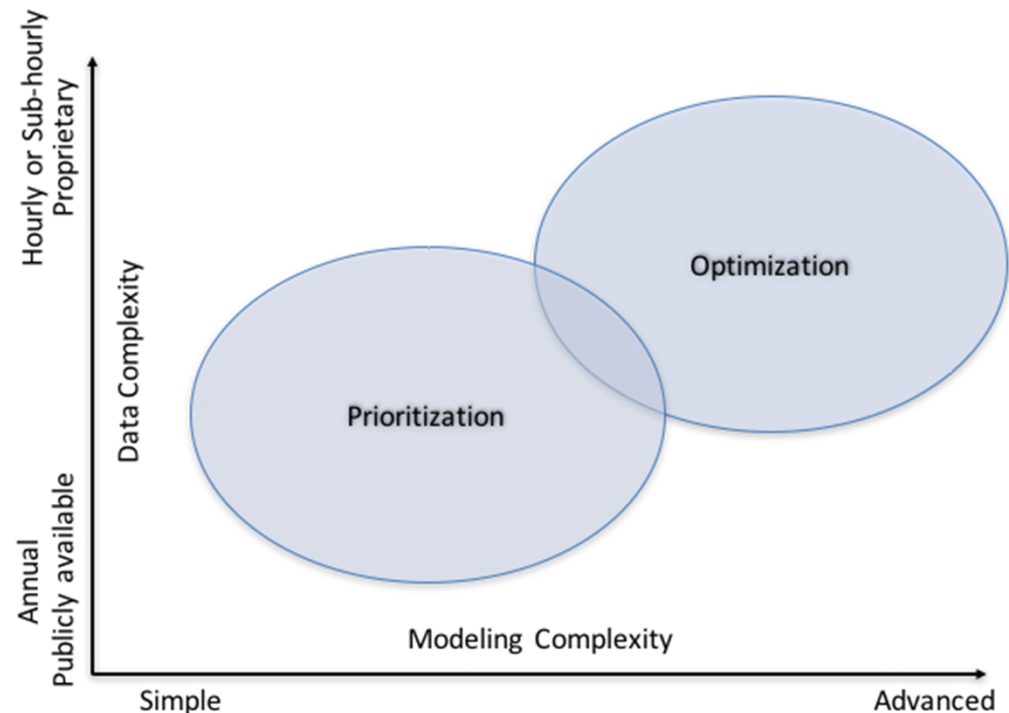 Hourly or Sub-hourly
Proprietary
Data Complexity
Annual
Publicly available
Optimization
Prioritization
Modeling Complexity
Simple
Advanced